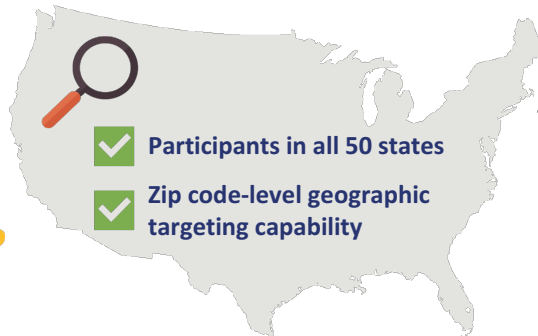 Participants in all 50 states
Zip code-level geographic
targeting capability